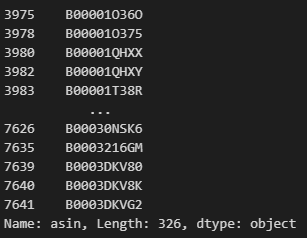 3975    B00001O36O
3978    B00001O375
3980    B00001QHXX
3982    B00001QHXY
3983    B00001T38R
...
7626    B00030NSK6
7635    B0003216GM
7639    B0003DKV80
7640    B0003DKV8K
7641    B0003DKVG2
Name: asin, Length: 326, dtype: object